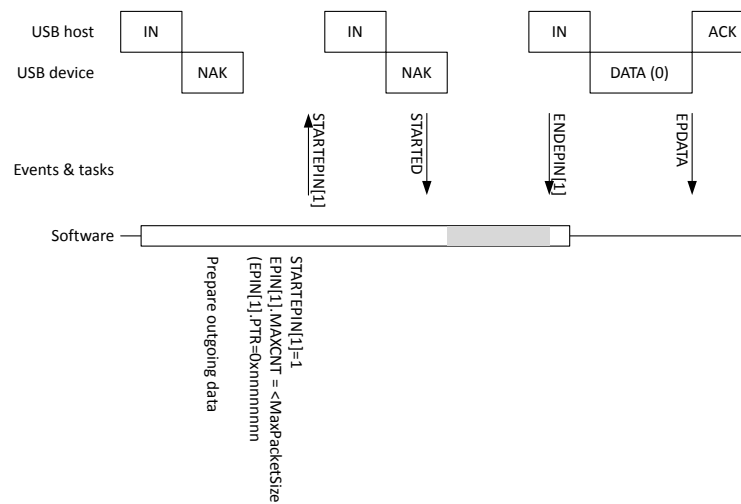 USB host
IN
IN
IN
ACK
USB device
NAK
NAK
DATA (0)
Events & tasks
STARTEPIN[1]
STARTED
ENDEPIN[1]
EPDATA
Software
Prepare outgoing data
(EPIN[1].PTR=0xnnnnnnnn
EPIN[1].MAXCNT = <MaxPacketSize
STARTEPIN[1]=1